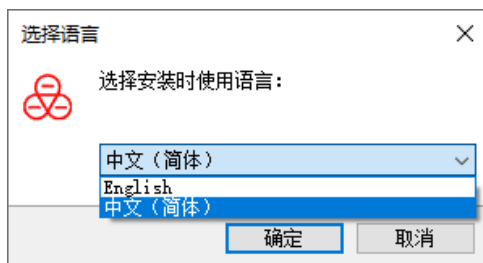 选择语言
选择安装时使用语言：
中文（简体）
English
中文（简体）
确定
取消